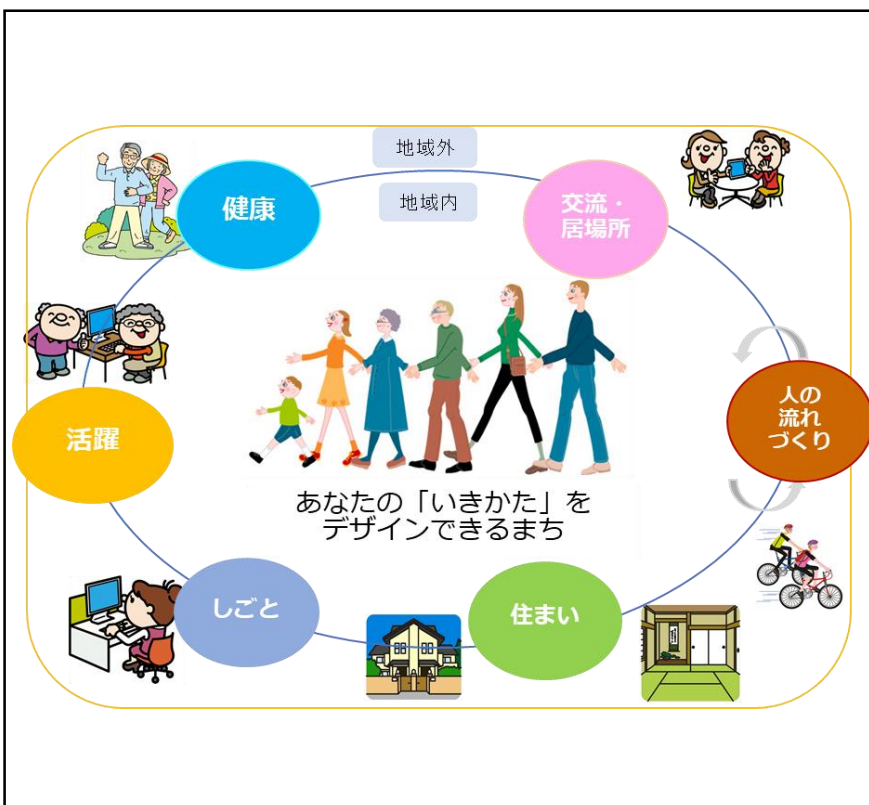 地域外
地域内
健康
交流・
居場所
人の
流れ
づくり
活躍
あなたの「いきかた」を
デザインできるまち
しごと
住まい